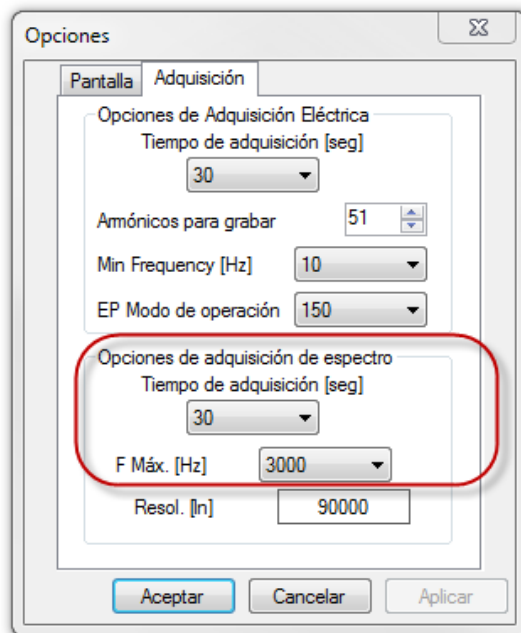 Opciones
Pantalla Adquisición
Opciones de Adquisición Eléctrica
Tiempo de adquisición [seg]
30
Armónicos para grabar 51
Min Frequency [Hz] 10
EP Modo de operación 150
Opciones de adquisición de espectro
Tiempo de adquisición [seg]
30
F Máx. [Hz] 3000
Resol. [ln] 90000
Aceptar Cancelar Aplicar